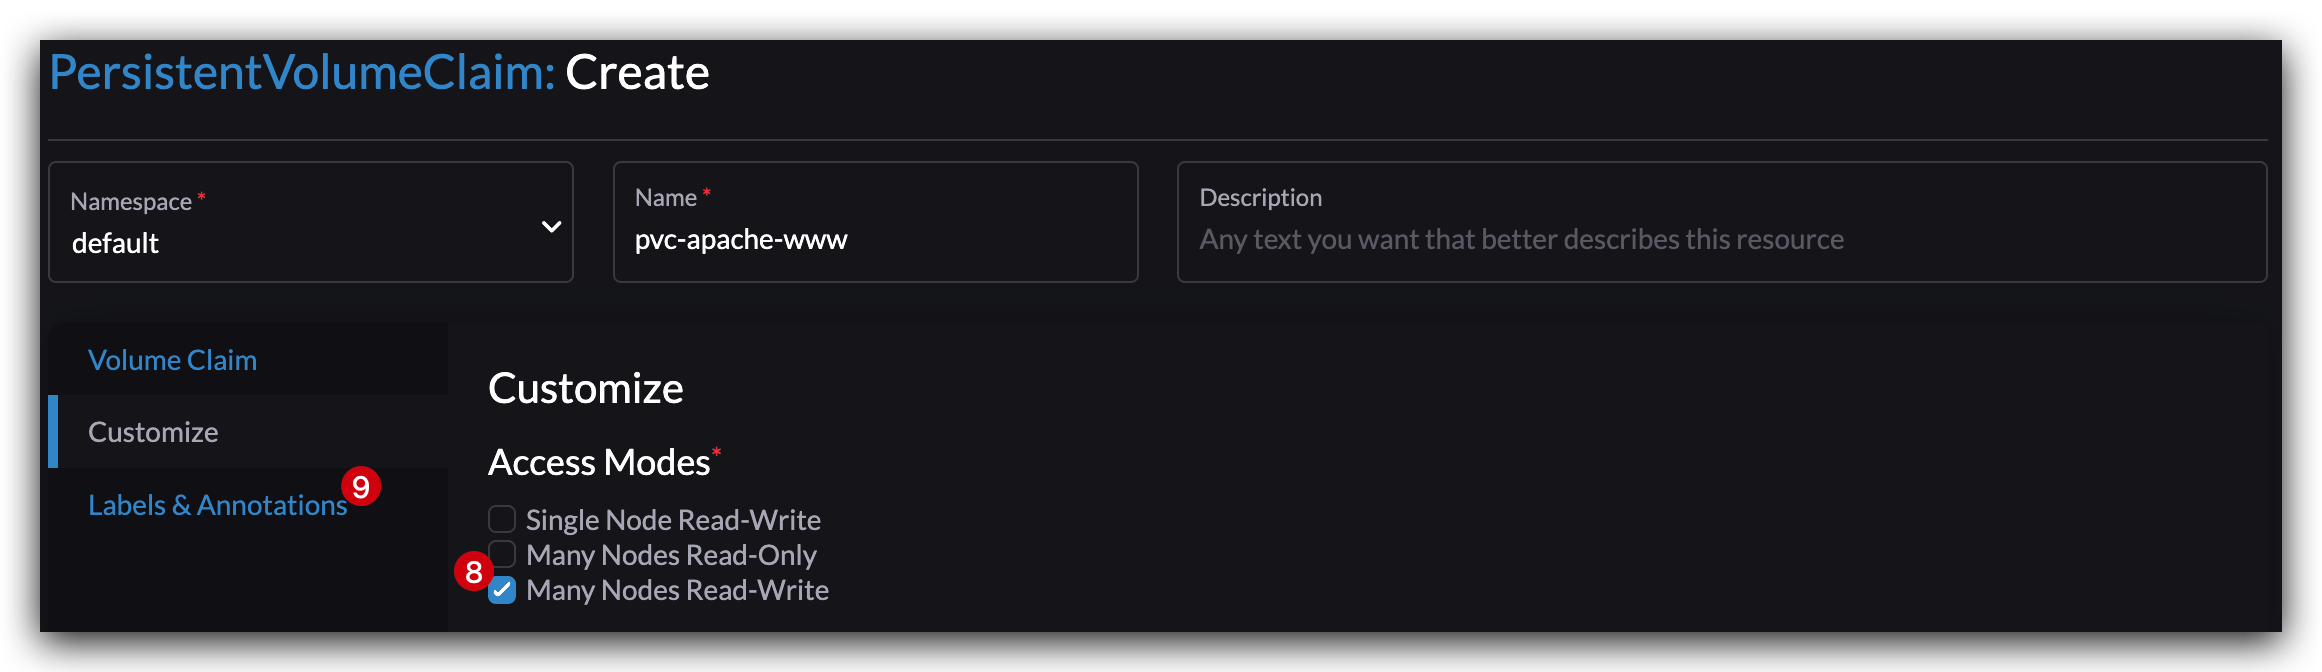 PersistentVolumeClaim: Create
Namespace *
default
Name *
pvc-apache-www
Description
Any text you want that better describes this resource
Volume Claim
Customize
Labels & Annotations
9
Customize
Access Modes*
Single Node Read-Write
Many Nodes Read-Only
8
Many Nodes Read-Write